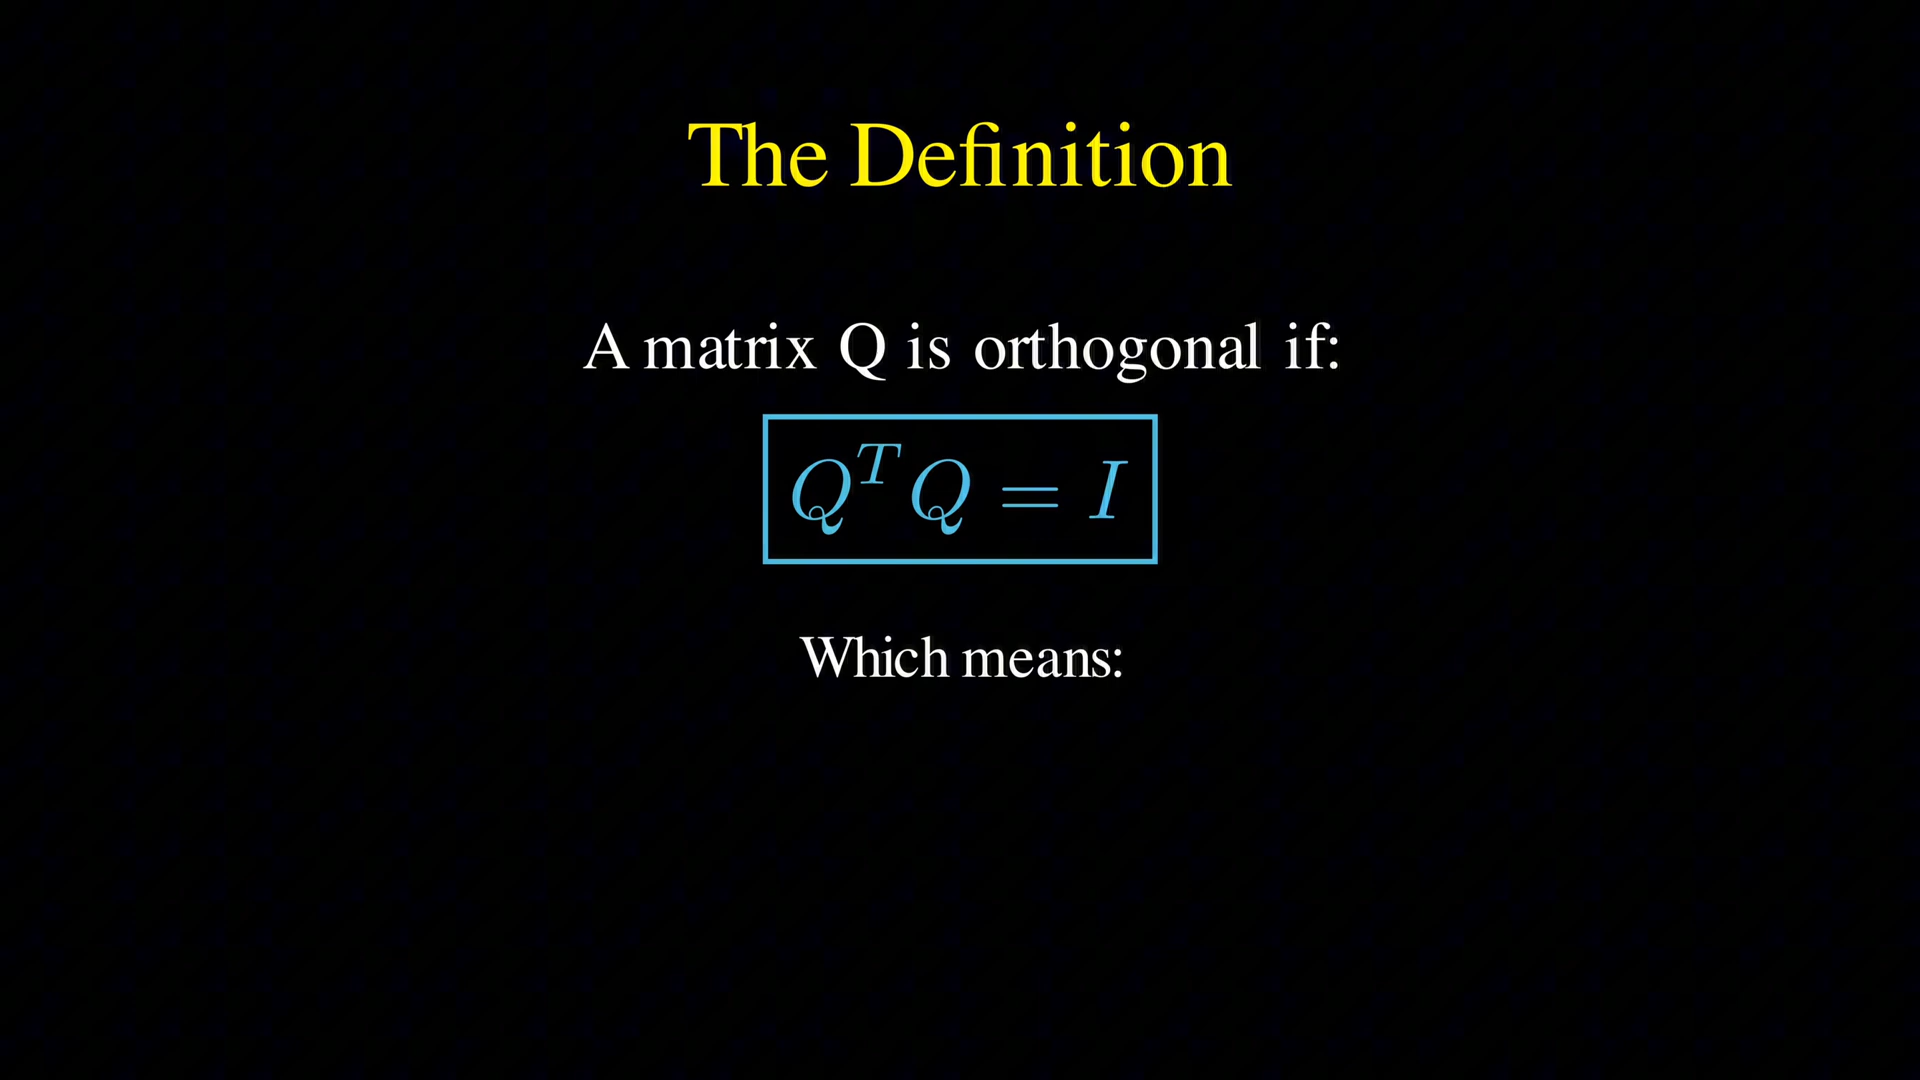 The Definition
A matrix Q is orthogonal if:
$Q^T Q = I$
Which means: